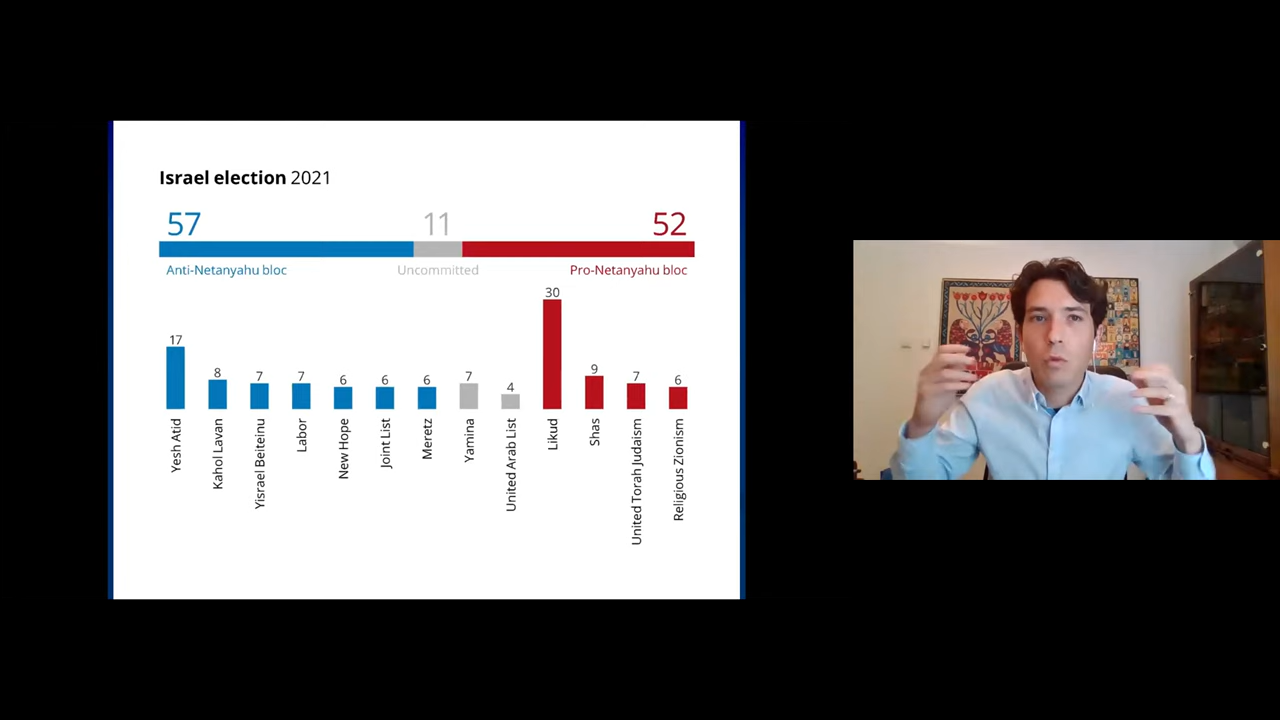 Israel election 2021
57 11 52
Anti-Netanyahu bloc Uncommitted Pro-Netanyahu bloc
17 8 7 7 6 6 6 7 4 30 9 7 6
Yesh Atid
Kahol Lavan
Yisrael Beiteinu
Labor
New Hope
Joint List
Meretz
Yamina
United Arab List
Likud
Shas
United Torah Judaism
Religious Zionism